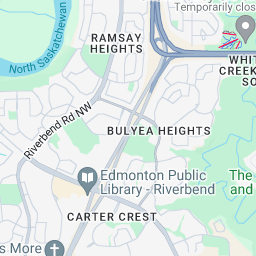 RAMSAY
HEIGHTS
Temporarily clos
North Saskatchewan
WHIT
CREEK
SO
Riverbend Rd NW
BULYEA HEIGHTS
Edmonton Public
Library - Riverbend
The
and
CARTER CREST
s More